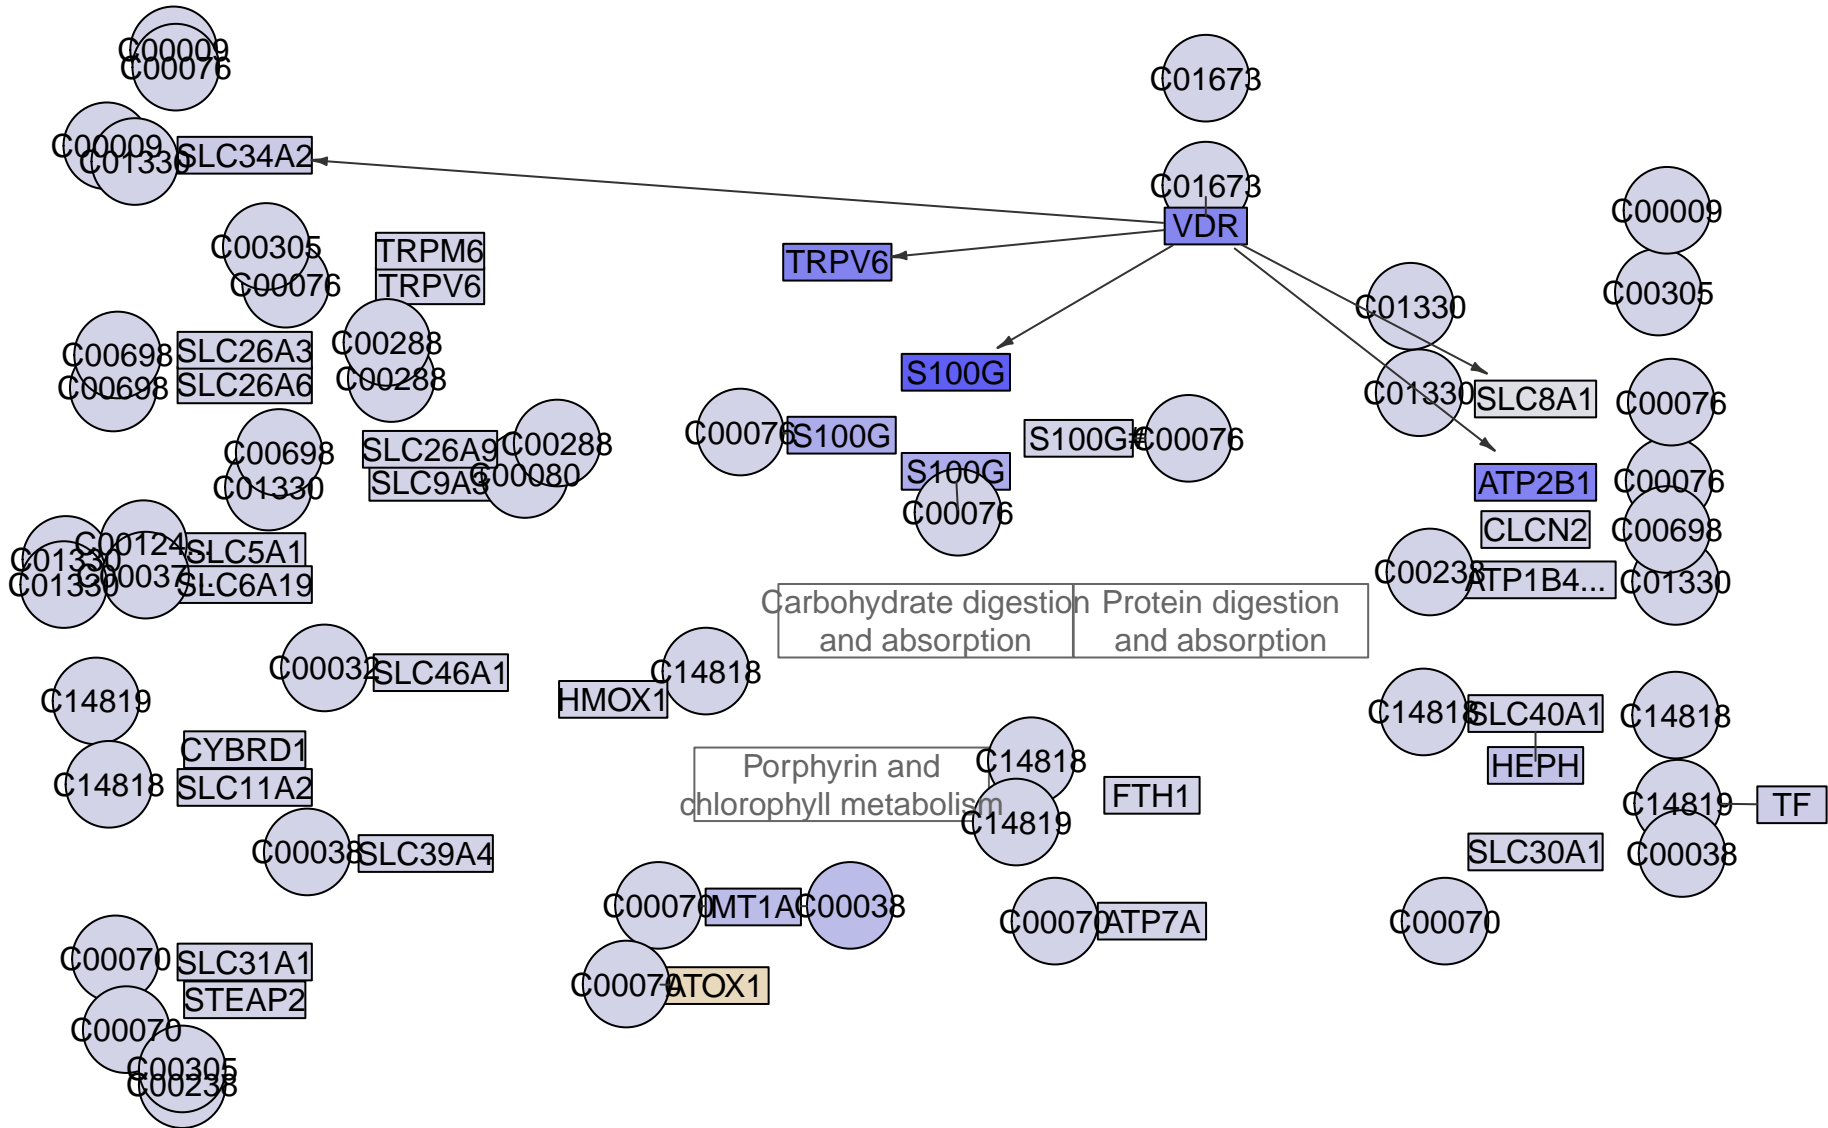 C00009
C00076
C01673
C00009
C01330
SLC34A2
C01673
VDR
C00009
C00305
C00076
TRPM6
TRPV6
TRPV6
C01330
C00305
C00698
C00698
SLC26A3
SLC26A6
C00288
C00288
S100G
C01330
SLC8A1
C00076
C00698
C01330
SLC26A9
SLC9A3
C00288
C00080
C00076
S100G
S100G
C00076
S100G#
C00076
ATP2B1
C00076
CLCN2
C00698
C01330
C01330
C00124...
C00037...
SLC5A1
SLC6A19
C00238
ATP1B4...
C01330
Carbohydrate digestion
and absorption
Protein digestion
and absorption
C00032
SLC46A1
HMOX1
C14818
C14819
C14818
SLC40A1
C14818
CYBRD1
SLC11A2
C14818
Porphyrin and
chlorophyll metabolism
C14818
C14819
FTH1
HEPH
C14819
TF
C00038
SLC39A4
SLC30A1
C00038
C00070
MT1A
C00038
C00070
ATP7A
C00070
C00070
SLC31A1
STEAP2
C00070
ATOX1
C00070
C00305
C00238